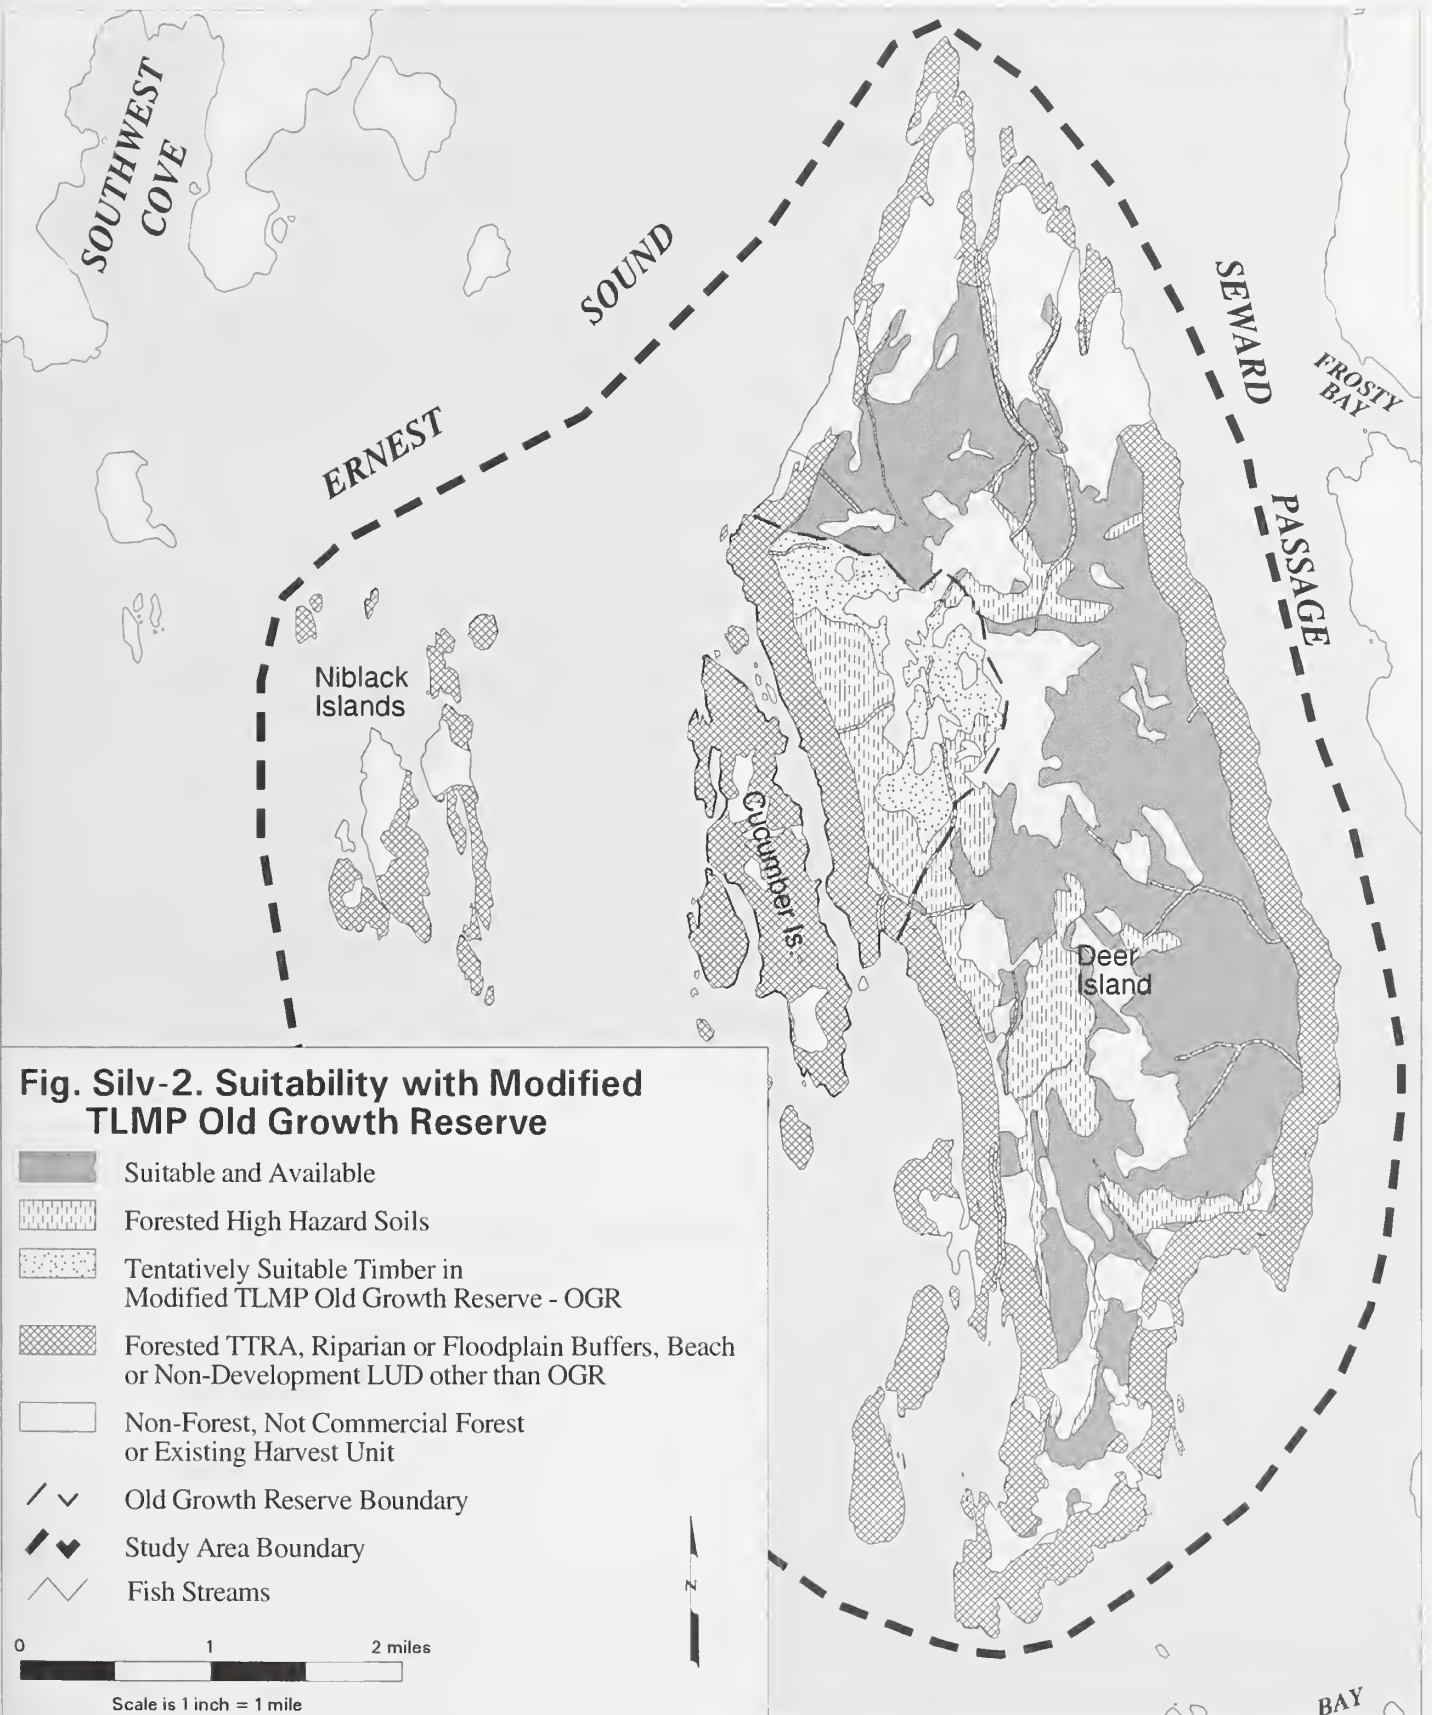 SOUTHWEST
COVE
ERNEST
SOUND
SEWARD
PASSAGE
FROSTY
BAY
Niblack
Islands
Cucumber Is.
Deer
Island
Fig. Silv-2. Suitability with Modified
TLMP Old Growth Reserve
Suitable and Available
Forested High Hazard Soils
Tentatively Suitable Timber in
Modified TLMP Old Growth Reserve - OGR
Forested TTRA, Riparian or Floodplain Buffers, Beach
or Non-Development LUD other than OGR
Non-Forest, Not Commercial Forest
or Existing Harvest Unit
Old Growth Reserve Boundary
Study Area Boundary
Fish Streams
N
0 1 2 miles
Scale is 1 inch = 1 mile
BAY